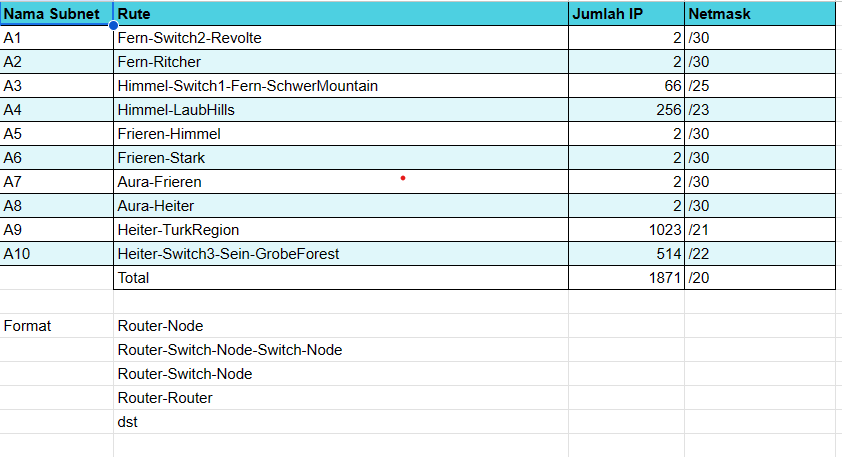 Nama Subnet Rute Jumlah IP Netmask
A1 Fern-Switch2-Revolte 2 /30
A2 Fern-Ritcher 2 /30
A3 Himmel-Switch1-Fern-SchwerMountain 66 /25
A4 Himmel-LaubHills 256 /23
A5 Frieren-Himmel 2 /30
A6 Frieren-Stark 2 /30
A7 Aura-Frieren 2 /30
A8 Aura-Heiter 2 /30
A9 Heiter-TurkRegion 1023 /21
A10 Heiter-Switch3-Sein-GrobeForest 514 /22
Total 1871 /20
Format Router-Node
Router-Switch-Node-Switch-Node
Router-Switch-Node
Router-Router
dst